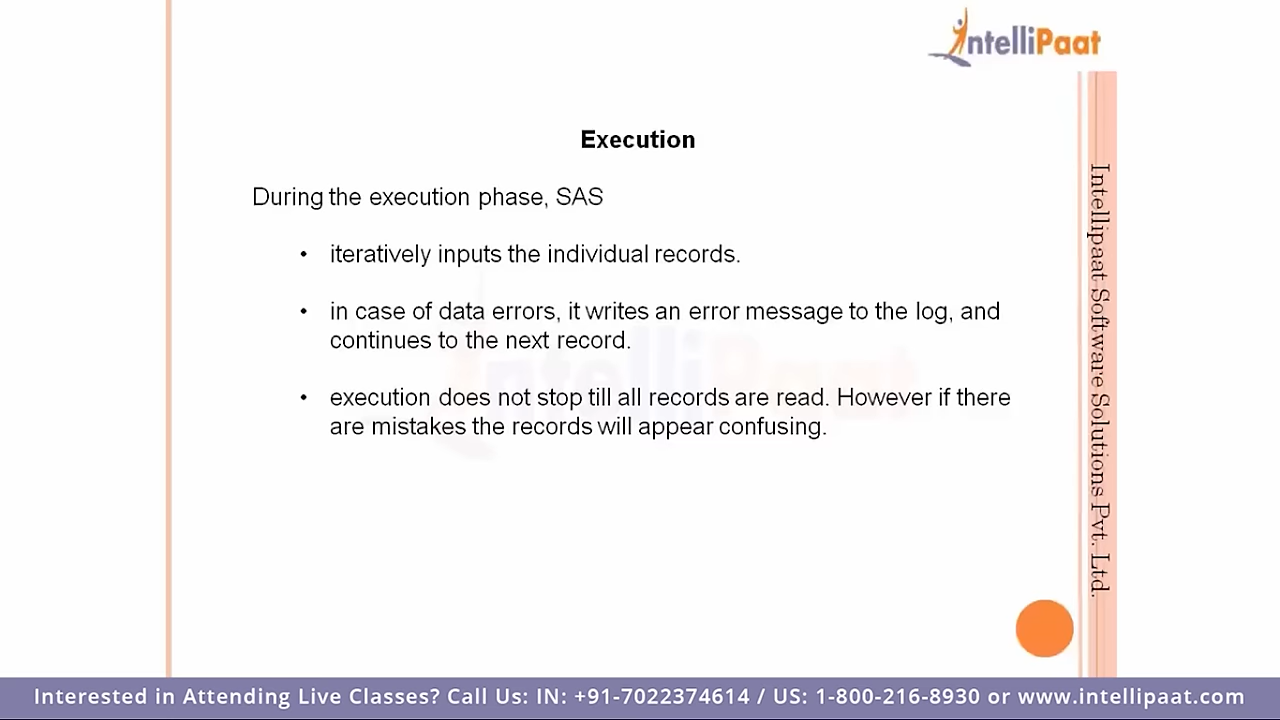 IntelliPaat
Execution
During the execution phase, SAS
• iteratively inputs the individual records.
• in case of data errors, it writes an error message to the log, and
continues to the next record.
• execution does not stop till all records are read. However if there
are mistakes the records will appear confusing.
IntelliPaat
Intellipaat Software Solutions Pvt. Ltd.
Interested in Attending Live Classes? Call Us: IN: +91-7022374614 / US: 1-800-216-8930 or www.intellipaat.com